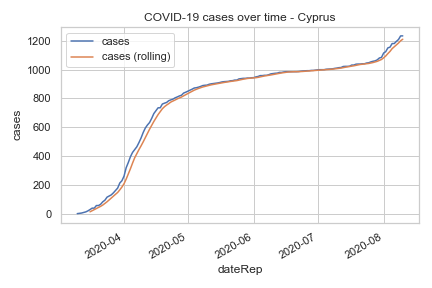 COVID-19 cases over time - Cyprus
cases
cases (rolling)
1200
1000
800
600
400
200
0
cases
2020-04
2020-05
2020-06
2020-07
2020-08
dateRep